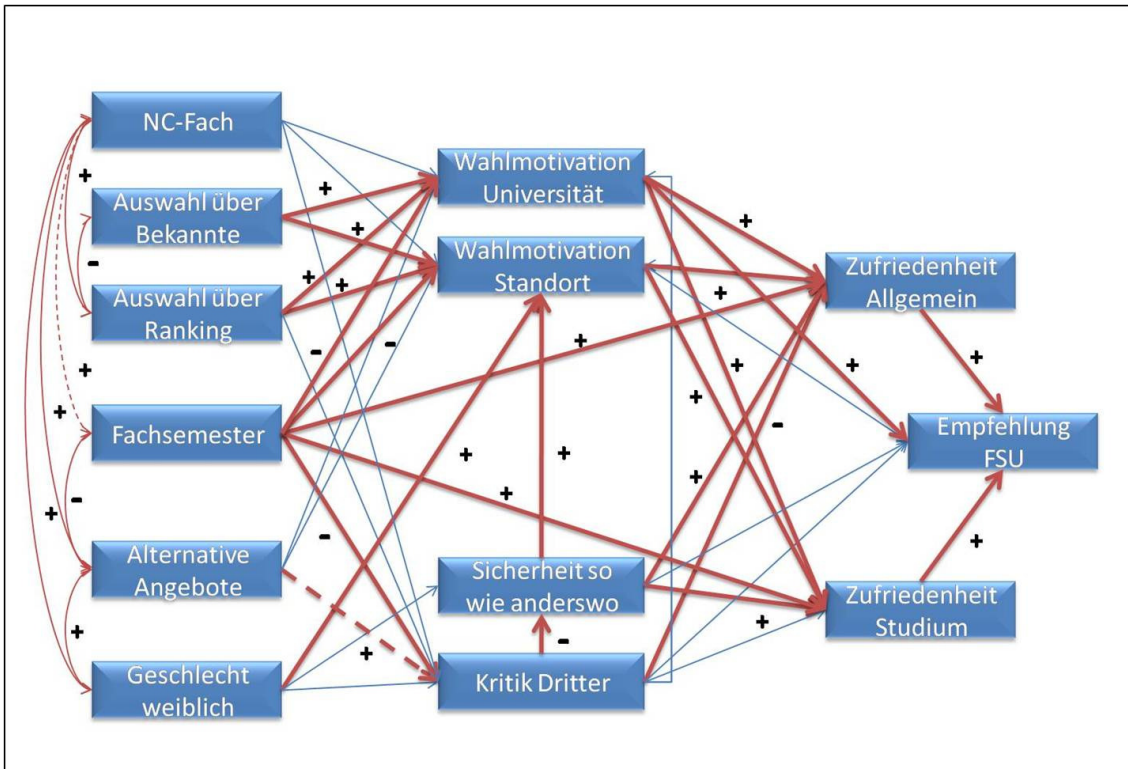 NC-Fach
Auswahl über
Bekannte
Auswahl über
Ranking
Fachsemester
Alternative
Angebote
Geschlecht
weiblich
Wahlmotivation
Universität
Wahlmotivation
Standort
Sicherheit so
wie anderswo
Kritik Dritter
Zufriedenheit
Allgemein
Empfehlung
FSU
Zufriedenheit
Studium
+
-
+
+
-
+
+
+
+
+
+
-
-
-
+
+
+
+
+
-
+
+
+
+
+
-
+
+
+
+